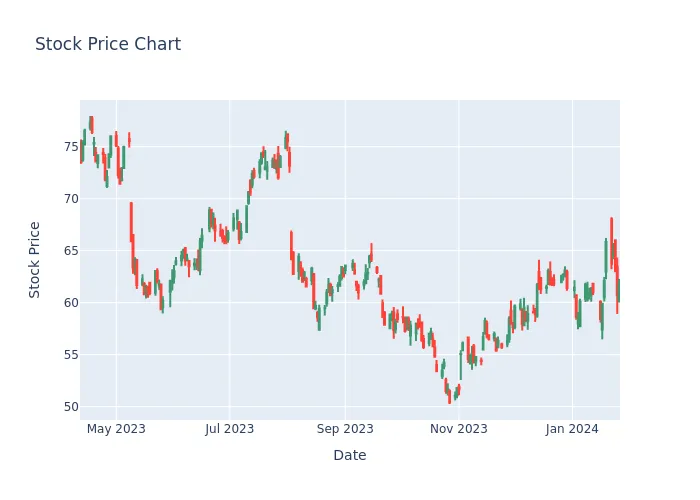 Stock Price Chart
75
70
65
60
55
50
Stock Price
May 2023
Jul 2023
Sep 2023
Nov 2023
Jan 2024
Date